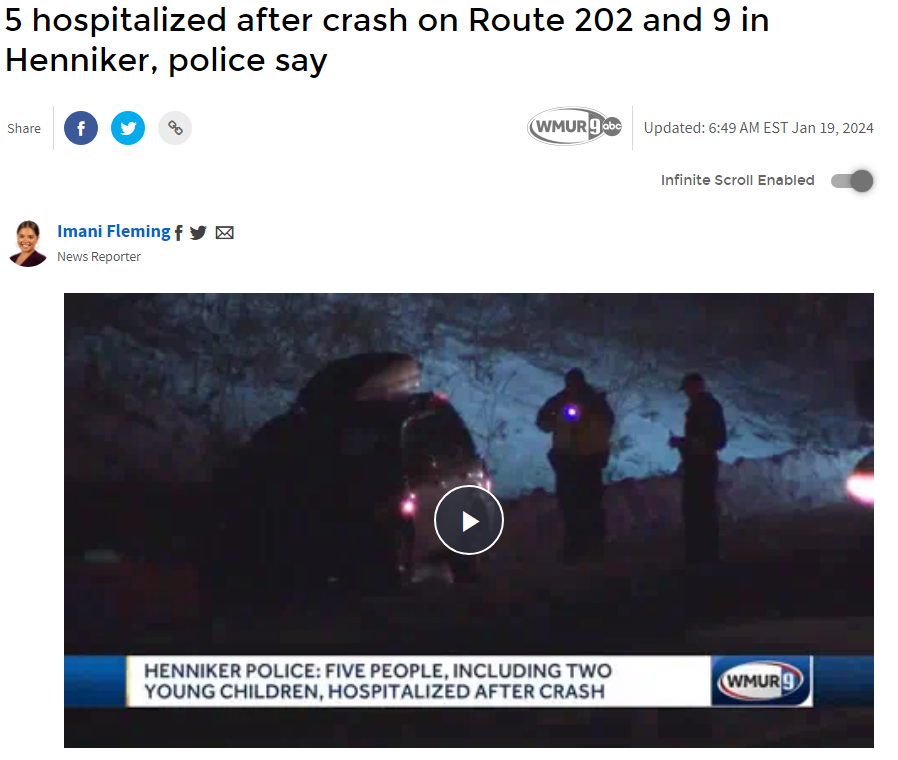 5 hospitalized after crash on Route 202 and 9 in
Henniker, police say
Share
WMUR 9 abc
Updated: 6:49 AM EST Jan 19, 2024
Infinite Scroll Enabled
Imani Fleming
News Reporter
HENNIKER POLICE: FIVE PEOPLE, INCLUDING TWO
YOUNG CHILDREN, HOSPITALIZED AFTER CRASH
WMUR 9